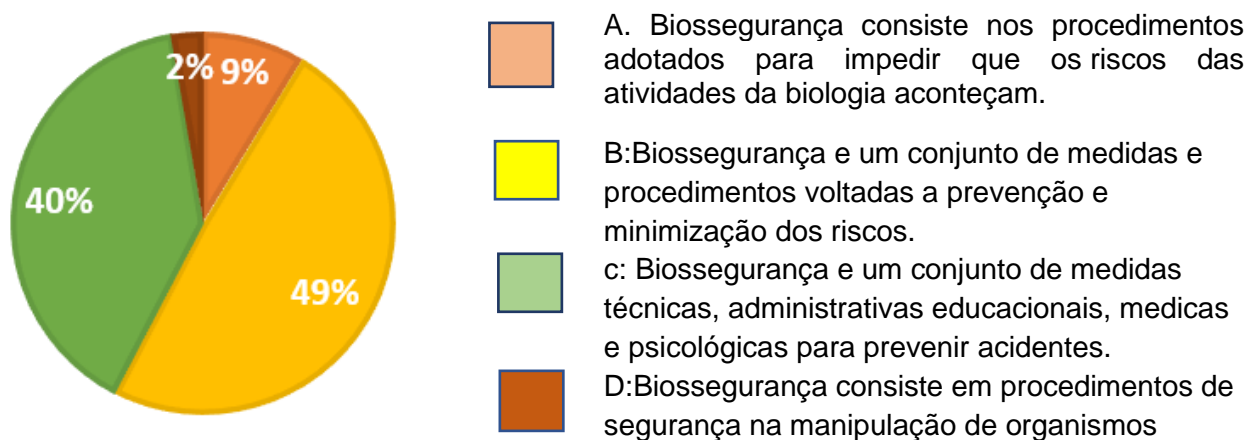 2% 9%
40%
49%
A. Biossegurança consiste nos procedimentos
adotados para impedir que os riscos das
atividades da biologia aconteçam.
B:Biossegurança e um conjunto de medidas e
procedimentos voltadas a prevenção e
minimização dos riscos.
c: Biossegurança e um conjunto de medidas
técnicas, administrativas educacionais, medicas
e psicológicas para prevenir acidentes.
D:Biossegurança consiste em procedimentos de
segurança na manipulação de organismos